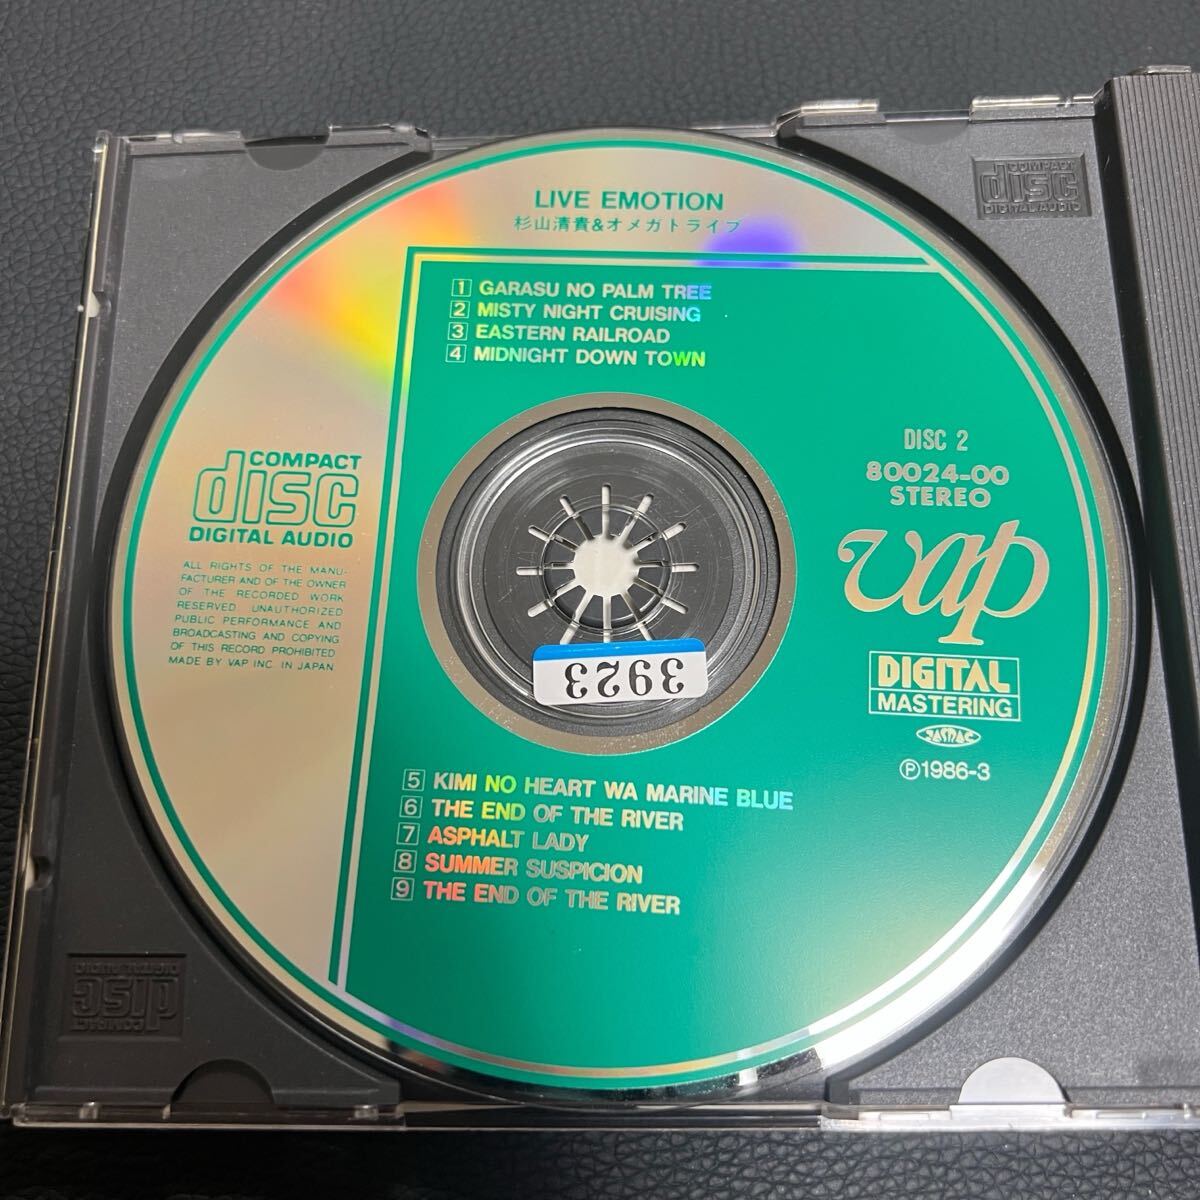 LIVE EMOTION
杉山清貴&オメガトライブ
1 GARASU NO PALM TREE
2 MISTY NIGHT CRUISING
3 EASTERN RAILROAD
4 MIDNIGHT DOWN TOWN
DISC 2
80024-00
STEREO
vap
DIGITAL
MASTERING
JASRAC
Ⓟ1986-3
COMPACT
disc
DIGITAL AUDIO
ALL RIGHTS OF THE MANU-
FACTURER AND OF THE OWNER
OF THE RECORDED WORK
RESERVED. UNAUTHORIZED
PUBLIC PERFORMANCE AND
BROADCASTING AND COPYING
OF THIS RECORD PROHIBITED
MADE BY VAP INC. IN JAPAN
3923
5 KIMI NO HEART WA MARINE BLUE
6 THE END OF THE RIVER
7 ASPHALT LADY
8 SUMMER SUSPICION
9 THE END OF THE RIVER
COMPACT
disc
DIGITAL AUDIO
COMPACT
disc
DIGITAL AUDIO